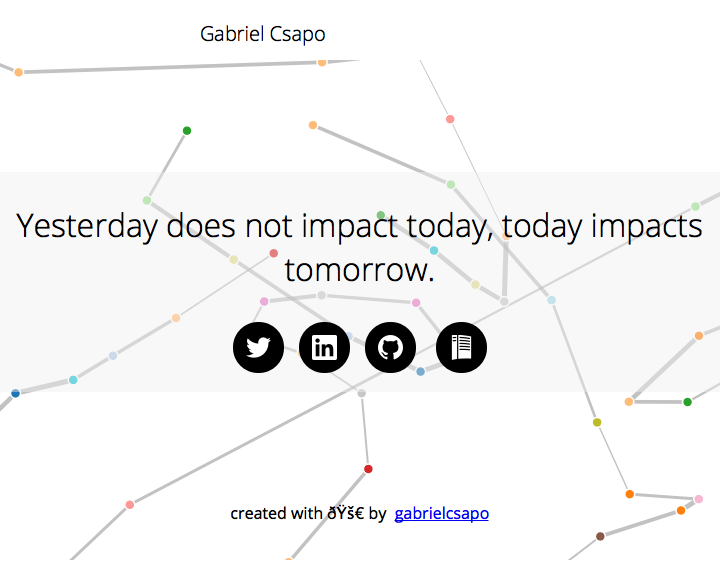 Gabriel Csapo
Yesterday does not impact today, today impacts
tomorrow.
created with ðŸš€ by gabrielcsapo